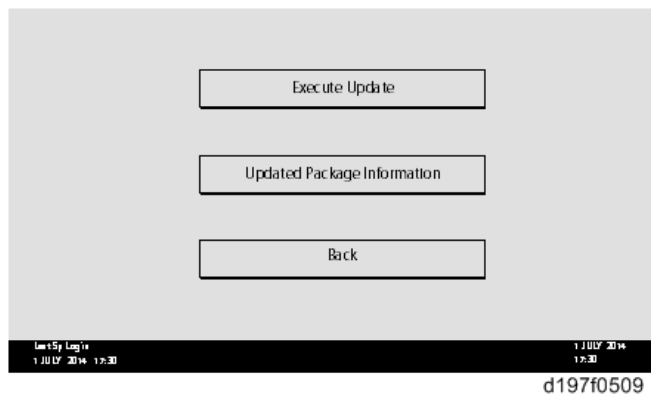 Execute Update
Updated Package Information
Back
Last Sp Login
1 JULY 2014 17:30
1 JULY 2014
17:30
d197f0509